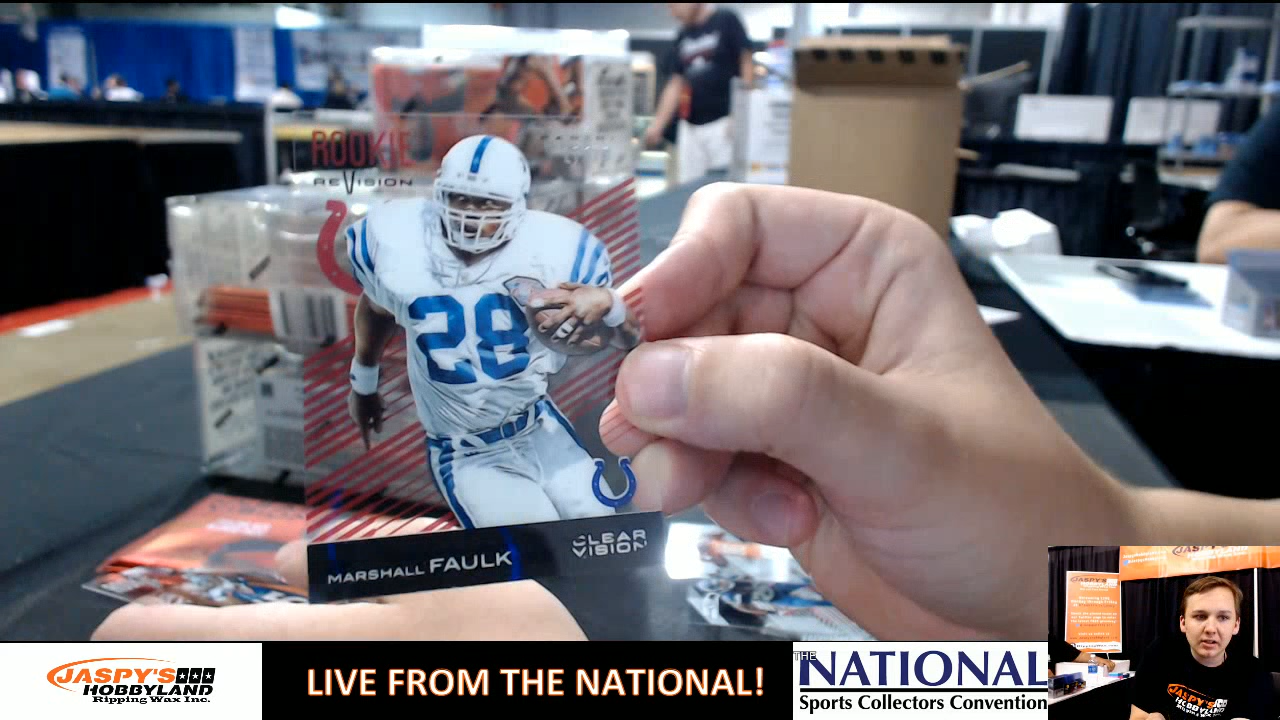 ROOKIE
REVISION
28
MARSHALL FAULK
CLEAR
VISION
JASPY'S
HOBBYLAND
Ripping Wax Inc.
LIVE FROM THE NATIONAL!
THE
NATIONAL
Sports Collectors Convention
JASPY'S